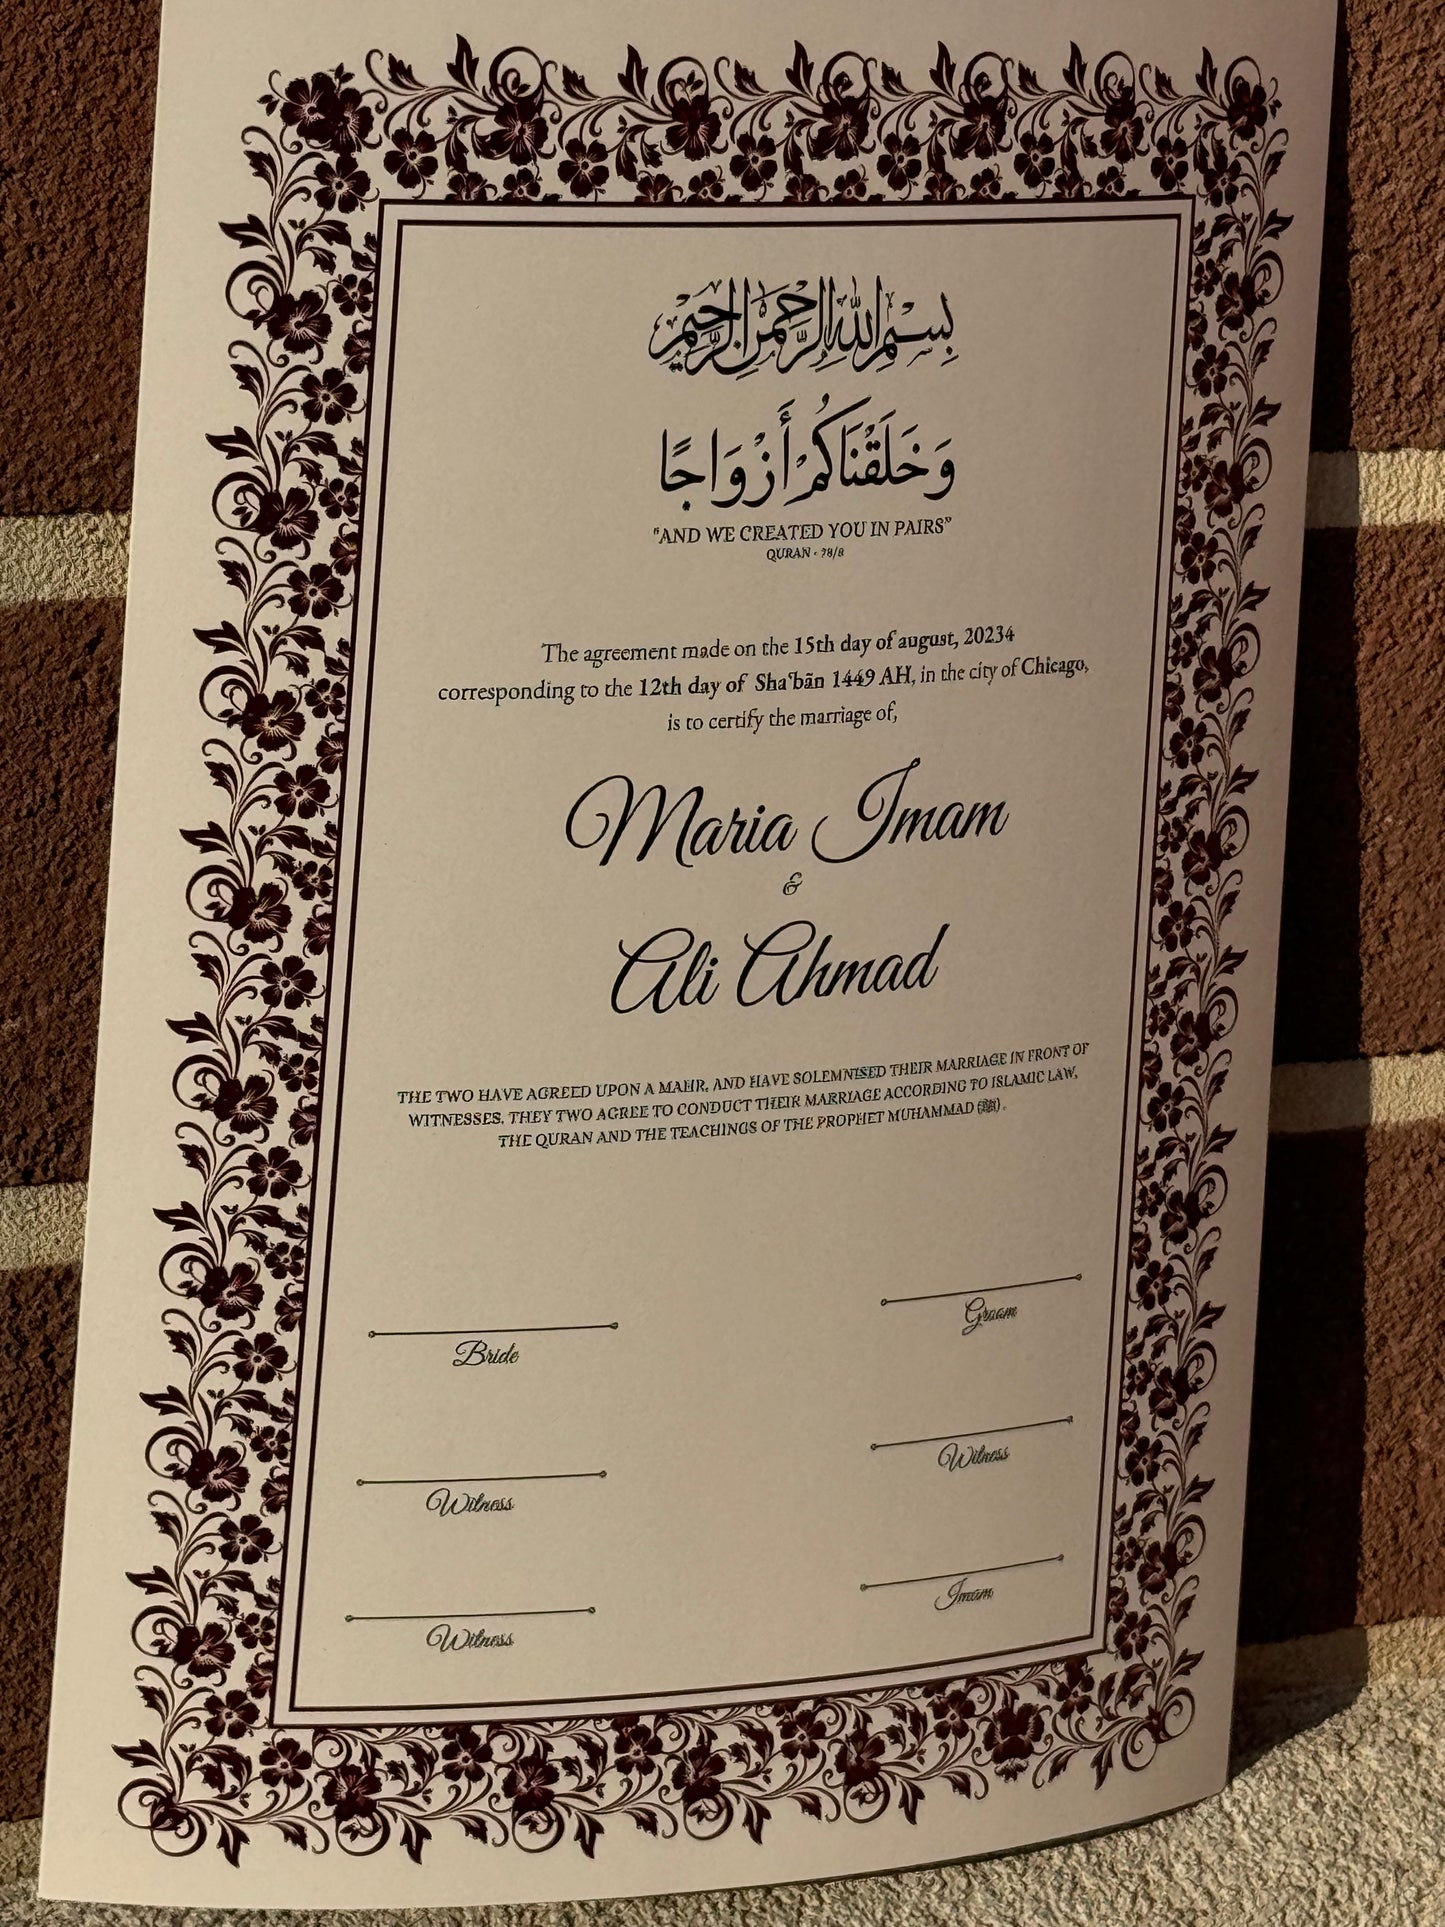 بِسْمِ اللهِ الرَّحْمٰنِ الرَّحِيْمِ
وَخَلَقْنَاكُمْ أَزْوَاجًا
"AND WE CREATED YOU IN PAIRS"
QURAN - 78/8
The agreement made on the 15th day of august, 20234
corresponding to the 12th day of Sha'bãn 1449 AH, in the city of Chicago,
is to certify the marriage of,
Maria Imam
&
Ali Ahmad
THE TWO HAVE AGREED UPON A MAHR, AND HAVE SOLEMNISED THEIR MARRIAGE IN FRONT OF
WITNESSES. THEY TWO AGREE TO CONDUCT THEIR MARRIAGE ACCORDING TO ISLAMIC LAW,
THE QURAN AND THE TEACHINGS OF THE PROPHET MUHAMMAD (ﷺ).
Bride
Groom
Witness
Witness
Witness
Imam